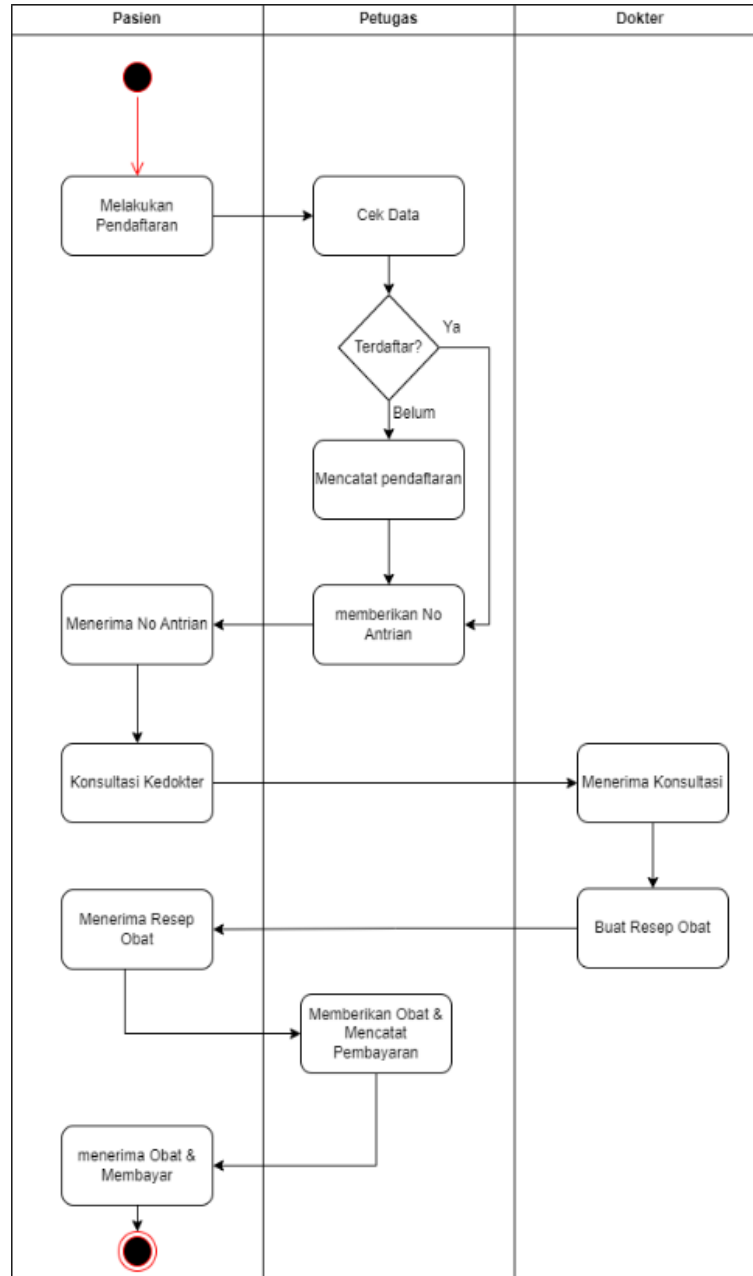 Pasien
Petugas
Dokter
Melakukan
Pendaftaran
Cek Data
Terdaftar?
Ya
Belum
Mencatat pendaftaran
memberikan No
Antrian
Menerima No Antrian
Konsultasi Kedokter
Menerima Konsultasi
Buat Resep Obat
Menerima Resep
Obat
Memberikan Obat &
Mencatat
Pembayaran
menerima Obat &
Membayar